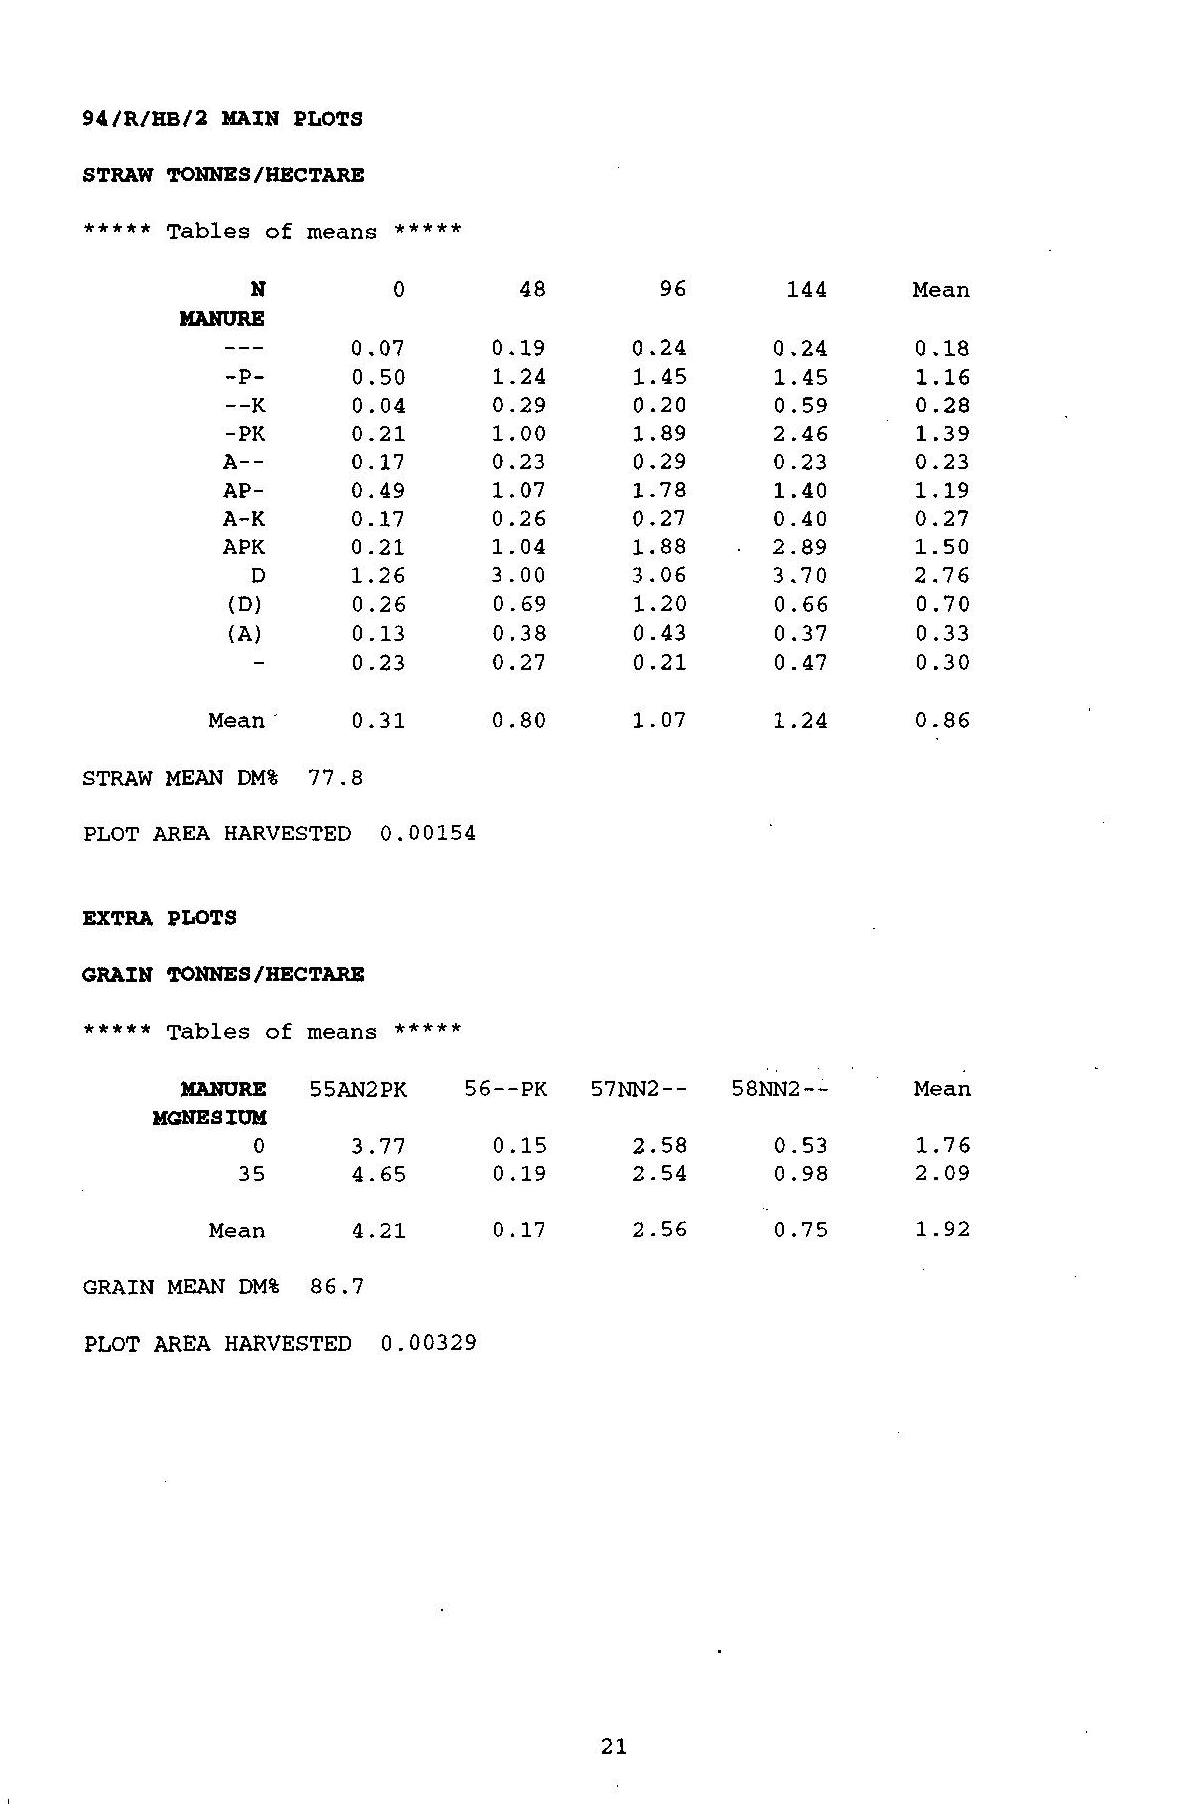 94/R/HB/2 MAIN PLOTS
STRAW TONNES/HECTARE
***** Tables of means *****
N 0 48 96 144 Mean
MANURE
--- 0.07 0.19 0.24 0.24 0.18
-P- 0.50 1.24 1.45 1.45 1.16
--K 0.04 0.29 0.20 0.59 0.28
-PK 0.21 1.00 1.89 2.46 1.39
A-- 0.17 0.23 0.29 0.23 0.23
AP- 0.49 1.07 1.78 1.40 1.19
A-K 0.17 0.26 0.27 0.40 0.27
APK 0.21 1.04 1.88 2.89 1.50
D 1.26 3.00 3.06 3.70 2.76
(D) 0.26 0.69 1.20 0.66 0.70
(A) 0.13 0.38 0.43 0.37 0.33
- 0.23 0.27 0.21 0.47 0.30
Mean 0.31 0.80 1.07 1.24 0.86
STRAW MEAN DM% 77.8
PLOT AREA HARVESTED 0.00154
EXTRA PLOTS
GRAIN TONNES/HECTARE
***** Tables of means *****
MANURE 55AN2PK 56--PK 57NN2-- 58NN2-- Mean
MGNESIUM
0 3.77 0.15 2.58 0.53 1.76
35 4.65 0.19 2.54 0.98 2.09
Mean 4.21 0.17 2.56 0.75 1.92
GRAIN MEAN DM% 86.7
PLOT AREA HARVESTED 0.00329
21